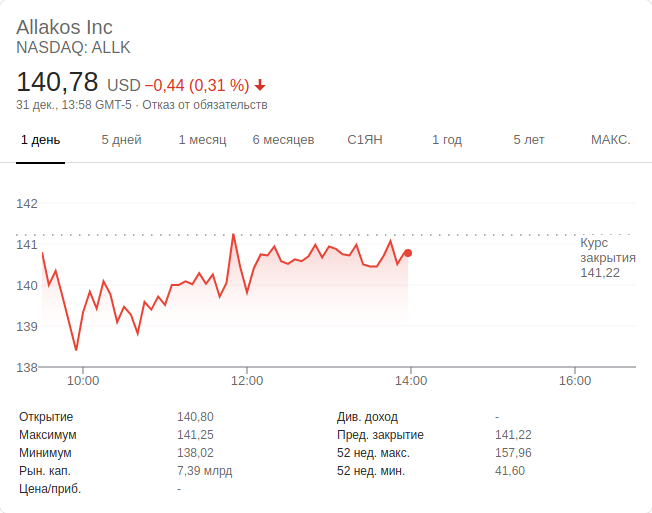 Allakos Inc
NASDAQ: ALLK
140,78 USD −0,44 (0,31 %)
31 дек., 13:58 GMT-5 · Отказ от обязательств
1 день 5 дней 1 месяц 6 месяцев С1ЯН 1 год 5 лет МАКС.
142
141
140
139
138
Курс
закрытия
141,22
10:00 12:00 14:00 16:00
Открытие 140,80 Див. доход -
Максимум 141,25 Пред. закрытие 141,22
Минимум 138,02 52 нед. макс. 157,96
Рын. кап. 7,39 млрд 52 нед. мин. 41,60
Цена/приб. -